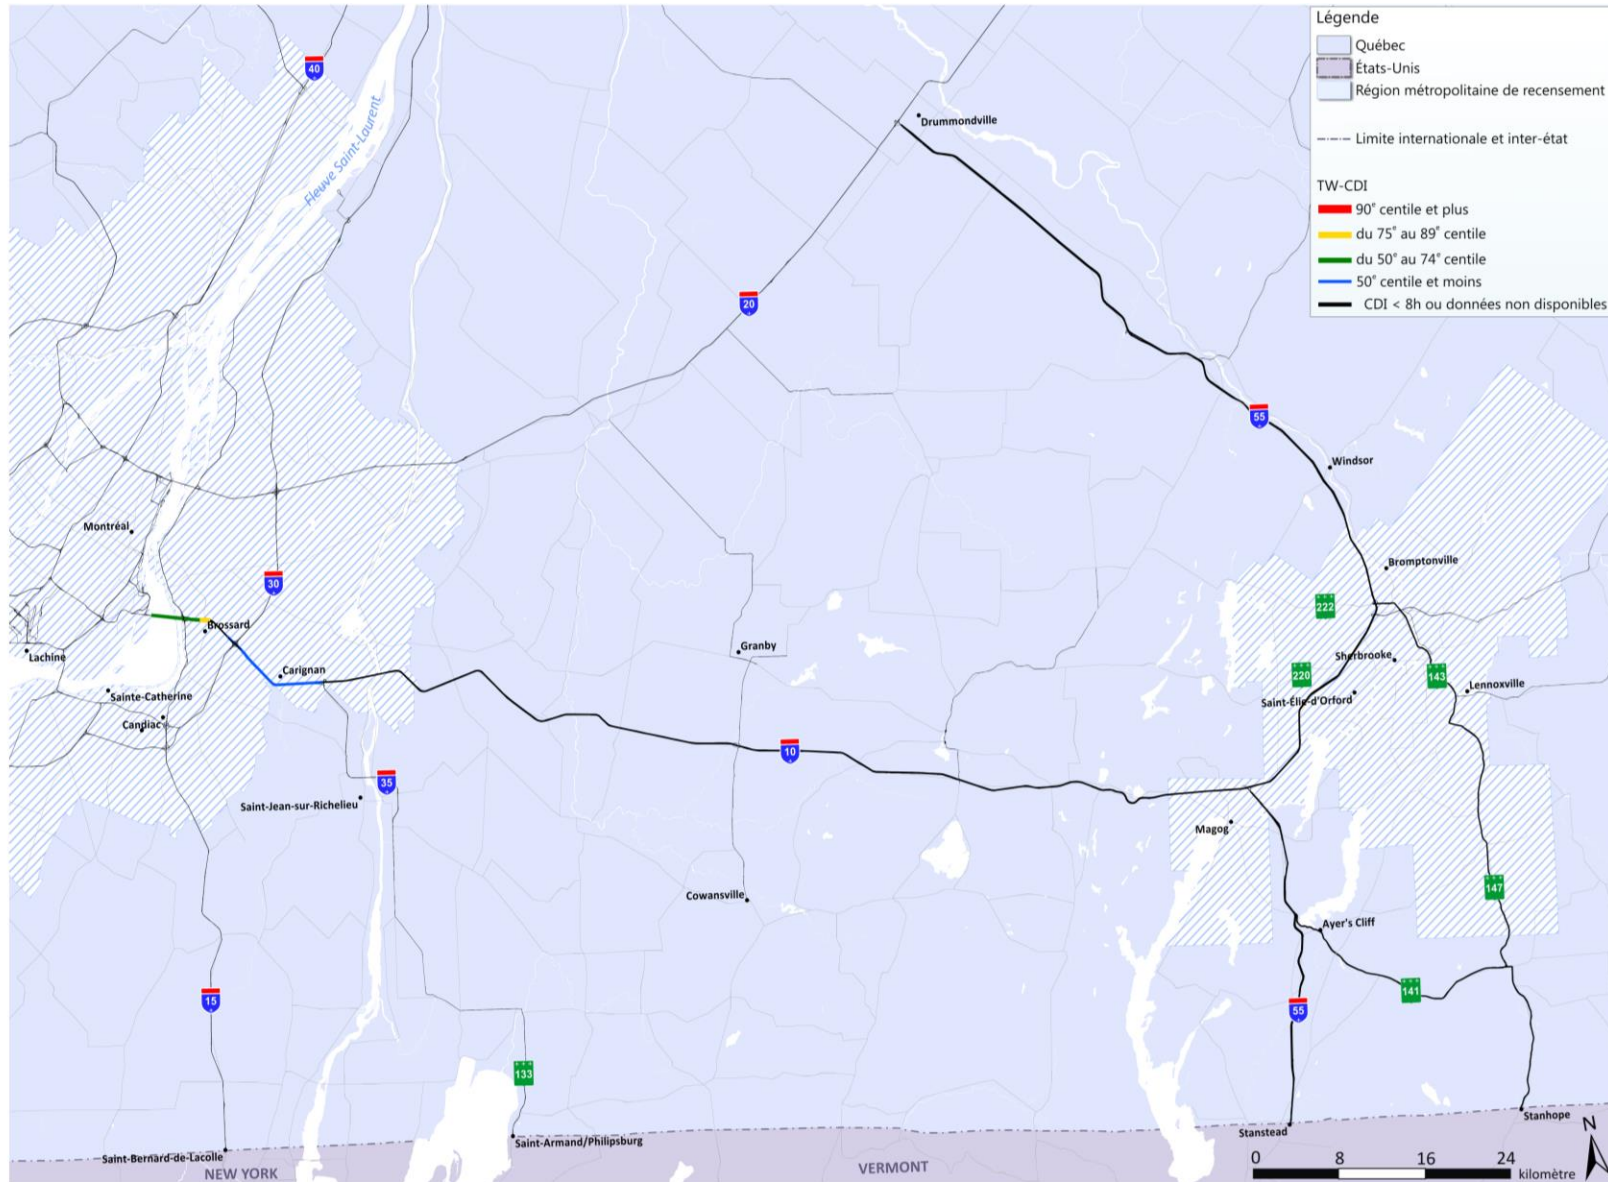 Légende
Québec
États-Unis
Région métropolitaine de recensement
Limite internationale et inter-état
TW-CDI
90e centile et plus
du 75e au 89e centile
du 50e au 74e centile
50e centile et moins
CDI < 8h ou données non disponibles
40
Drummondville
Fleuve Saint-Laurent
20
55
Windsor
Montréal
Bromptonville
30
222
Brossard
Lachine
Granby
Sherbrooke
Carignan
220
143
Sainte-Catherine
Lennoxville
Saint-Élie-d'Orford
Candiac
10
35
Saint-Jean-sur-Richelieu
Magog
147
Cowansville
Ayer's Cliff
141
15
55
133
Stanhope
Stanstead
Saint-Armand/Philipsburg
Saint-Bernard-de-Lacolle
NEW YORK
VERMONT
N
0 8 16 24
kilomètre